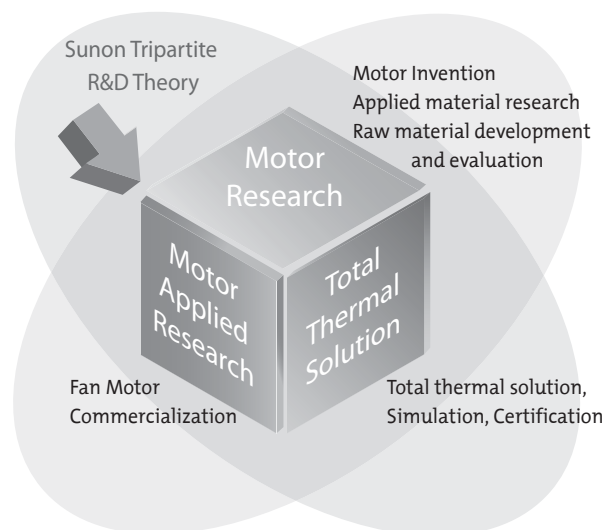 Sunon Tripartite
R&D Theory
Motor Invention
Applied material research
Raw material development
and evaluation
Motor
Research
Motor
Applied
Research
Total
Thermal
Solution
Fan Motor
Commercialization
Total thermal solution,
Simulation, Certification